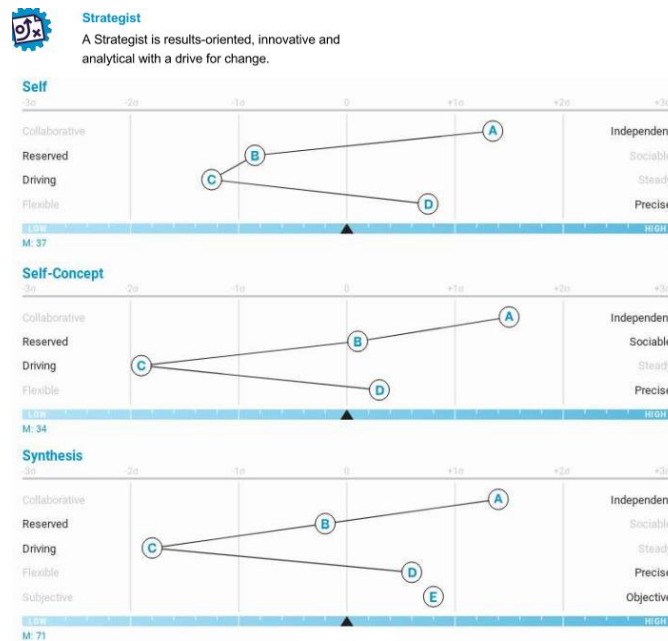 Strategist
A Strategist is results-oriented, innovative and
analytical with a drive for change.
Self
-3σ -2σ -1σ 0 +1σ +2σ +3σ
Collaborative A Independen
Reserved B Sociable
Driving C Steady
Flexible D Precise
LOW HIGH
M: 37
Self-Concept
-3σ -2σ -1σ 0 +1σ +2σ +3σ
Collaborative A Independen
Reserved B Sociable
Driving C Steady
Flexible D Precise
LOW HIGH
M: 34
Synthesis
-3σ -2σ -1σ 0 +1σ +2σ +3σ
Collaborative A Independen
Reserved B Sociable
Driving C Steady
Flexible D Precise
Subjective E Objective
LOW HIGH
M: 71